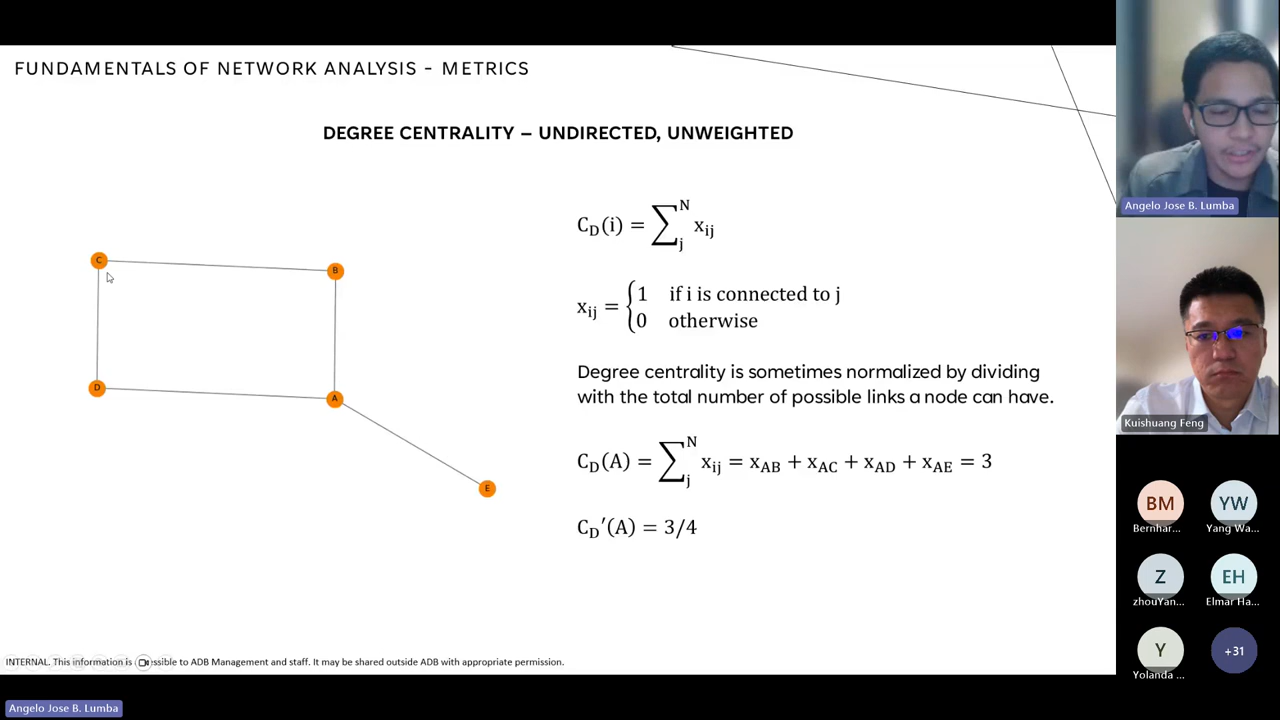 FUNDAMENTALS OF NETWORK ANALYSIS - METRICS
DEGREE CENTRALITY – UNDIRECTED, UNWEIGHTED
C_D(i) = ∑_j^N x_ij
x_ij = { 1 if i is connected to j
0 otherwise
Degree centrality is sometimes normalized by dividing
with the total number of possible links a node can have.
C_D(A) = ∑_j^N x_ij = x_AB + x_AC + x_AD + x_AE = 3
C_D′(A) = 3/4
C
B
D
A
E
INTERNAL. This information is essible to ADB Management and staff. It may be shared outside ADB with appropriate permission.
Angelo Jose B. Lumba
Angelo Jose B. Lumba
Kuishuang Feng
BM
Bernhar...
YW
Yang Wa...
Z
zhouYan...
EH
Elmar Ha...
Y
Yolanda ...
+31